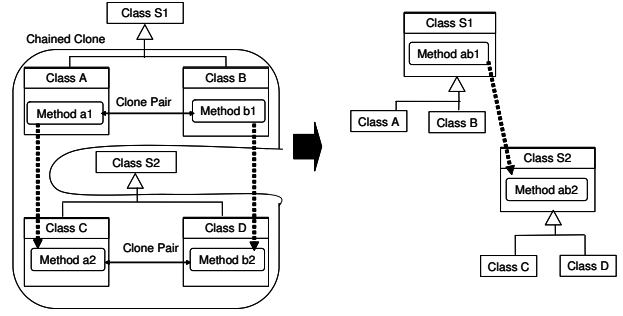 Class S1
Chained Clone
Class A
Class B
Method a1
Clone Pair
Method b1
Class S2
Class C
Class D
Method a2
Clone Pair
Method b2
Class S1
Method ab1
Class A
Class B
Class S2
Method ab2
Class C
Class D